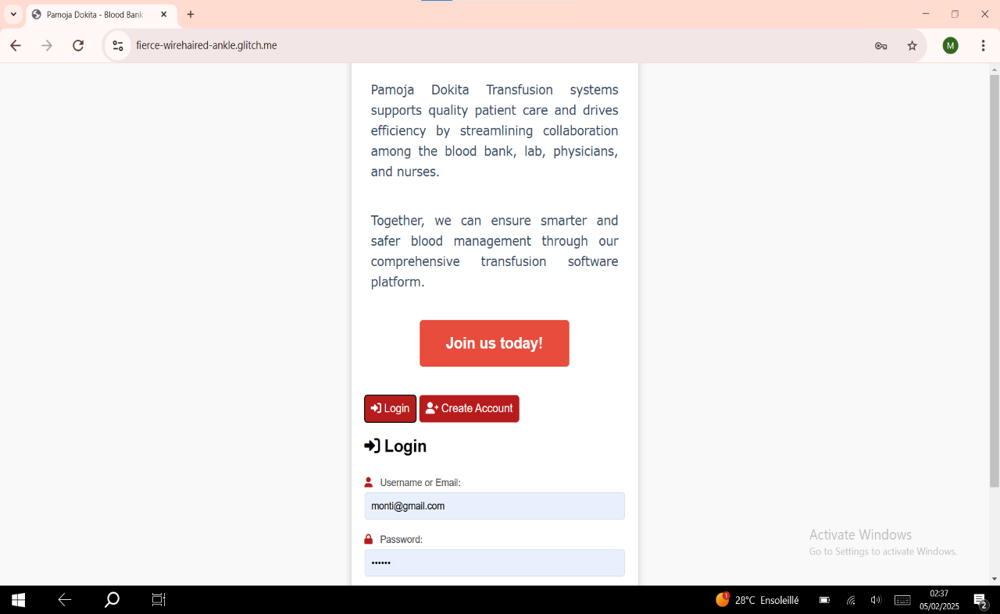 Pamoja Dokita - Blood Bank
fierce-wirehaired-ankle.glitch.me
M
Pamoja Dokita Transfusion systems
supports quality patient care and drives
efficiency by streamlining collaboration
among the blood bank, lab, physicians,
and nurses.
Together, we can ensure smarter and
safer blood management through our
comprehensive transfusion software
platform.
Join us today!
Login
Create Account
Login
Username or Email:
monti@gmail.com
Password:
••••••
Activate Windows
Go to Settings to activate Windows.
1
28°C Ensoleillé
02:37
05/02/2025
2